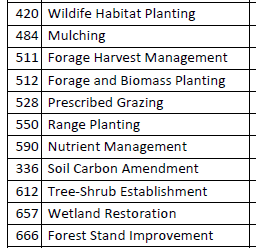 420 Wildife Habitat Planting
484 Mulching
511 Forage Harvest Management
512 Forage and Biomass Planting
528 Prescribed Grazing
550 Range Planting
590 Nutrient Management
336 Soil Carbon Amendment
612 Tree-Shrub Establishment
657 Wetland Restoration
666 Forest Stand Improvement